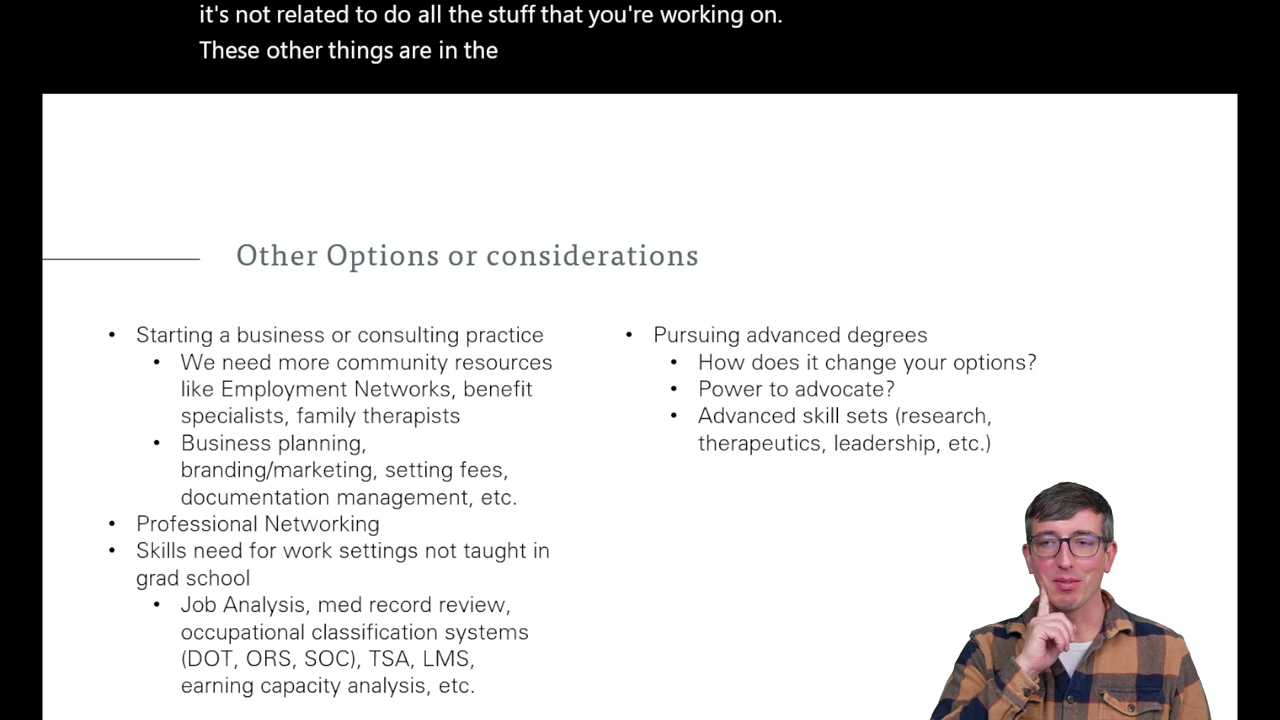 it's not related to do all the stuff that you're working on.
These other things are in the
Other Options or considerations
• Starting a business or consulting practice
• We need more community resources
like Employment Networks, benefit
specialists, family therapists
• Business planning,
branding/marketing, setting fees,
documentation management, etc.
• Professional Networking
• Skills need for work settings not taught in
grad school
• Job Analysis, med record review,
occupational classification systems
(DOT, ORS, SOC), TSA, LMS,
earning capacity analysis, etc.
• Pursuing advanced degrees
• How does it change your options?
• Power to advocate?
• Advanced skill sets (research,
therapeutics, leadership, etc.)